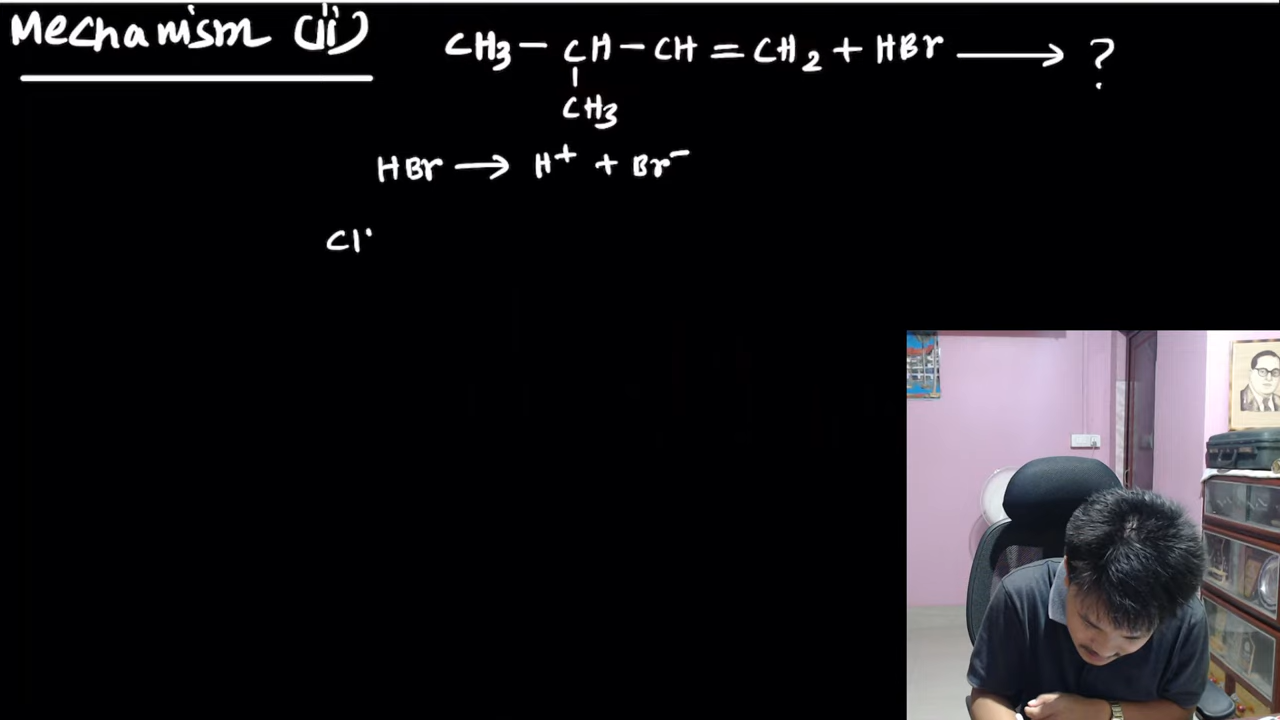 Mechanism (ii)
CH3 – CH – CH = CH2 + HBr ⟶ ?
CH3
HBr ⟶ H+ + Br–